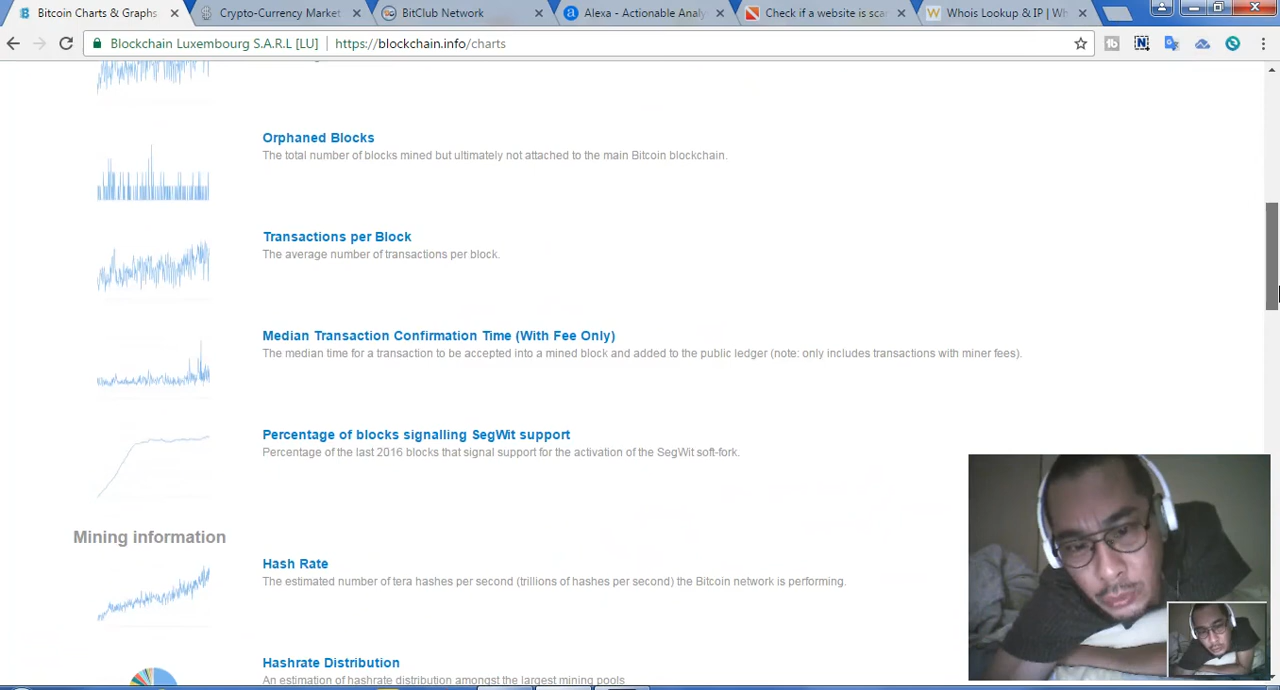 Bitcoin Charts & Graphs
Crypto-Currency Market
BitClub Network
Alexa - Actionable Analy
Check if a website is scar
Whois Lookup & IP | Wh
Blockchain Luxembourg S.A.R.L [LU]
https://blockchain.info/charts
Orphaned Blocks
The total number of blocks mined but ultimately not attached to the main Bitcoin blockchain.
Transactions per Block
The average number of transactions per block.
Median Transaction Confirmation Time (With Fee Only)
The median time for a transaction to be accepted into a mined block and added to the public ledger (note: only includes transactions with miner fees).
Percentage of blocks signalling SegWit support
Percentage of the last 2016 blocks that signal support for the activation of the SegWit soft-fork.
Mining information
Hash Rate
The estimated number of tera hashes per second (trillions of hashes per second) the Bitcoin network is performing.
Hashrate Distribution
An estimation of hashrate distribution amongst the largest mining pools